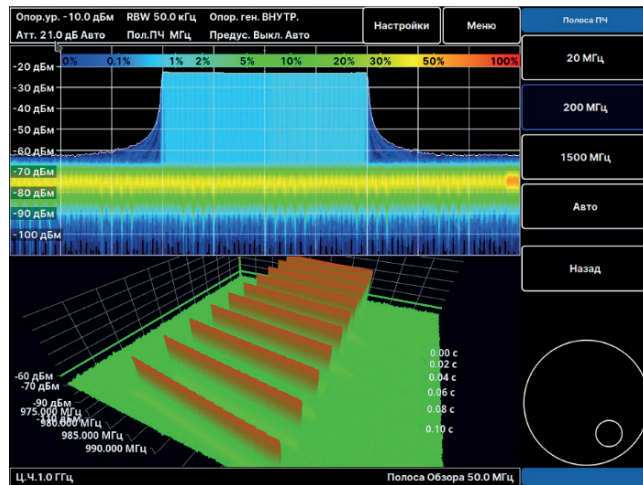 Опор.ур. -10.0 дБм RBW 50.0 кГц Опор. ген. ВНУТР.
Атт. 21.0 дБ Авто Пол.ПЧ МГц Предус. Выкл. Авто
Настройки
Меню
Полоса ПЧ
20 МГц
200 МГц
1500 МГц
Авто
Назад
0% 0.1% 1% 2% 5% 10% 20% 30% 50% 100%
-20 дБм
-30 дБм
-40 дБм
-50 дБм
-60 дБм
-70 дБм
-80 дБм
-90 дБм
-100 дБм
0.00 с
0.02 с
0.04 с
0.06 с
0.08 с
0.10 с
-60 дБм
-70 дБм
-90 дБм
-110 дБм
975.000 МГц
980.000 МГц
985.000 МГц
990.000 МГц
Ц.Ч.1.0 ГГц
Полоса Обзора 50.0 МГц